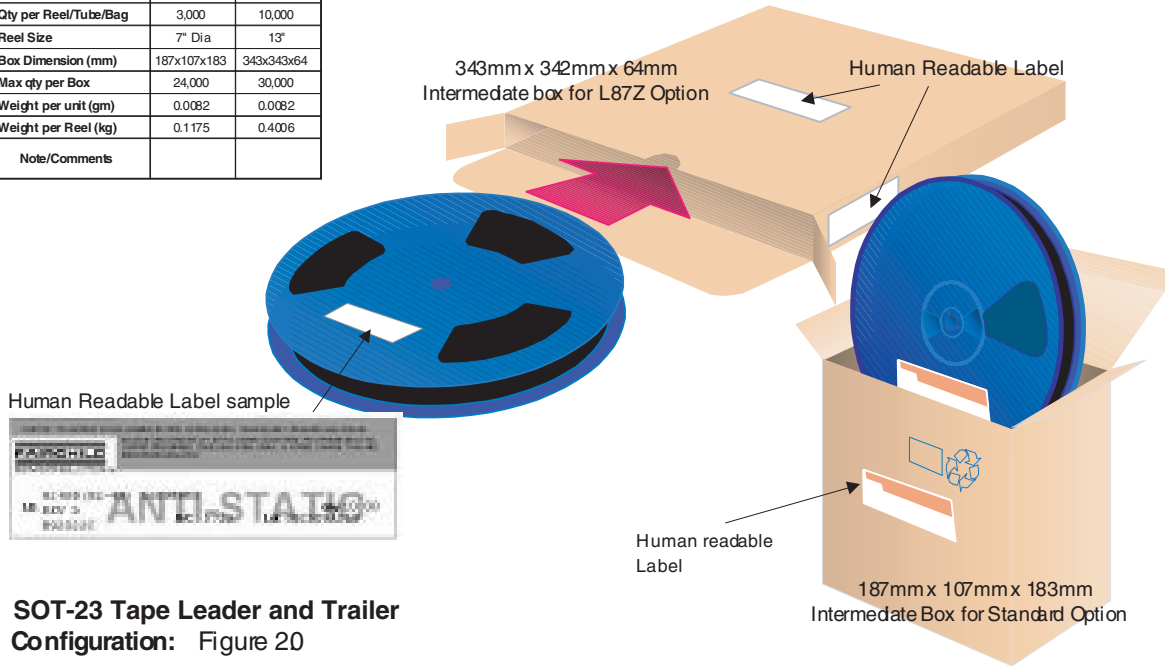 Qty per Reel/Tube/Bag 3,000 10,000
Reel Size 7" Dia 13"
Box Dimension (mm) 187x107x183 343x343x64
Max qty per Box 24,000 30,000
Weight per unit (gm) 0.0082 0.0082
Weight per Reel (kg) 0.1175 0.4006
Note/Comments
343mm x 342mm x 64mm
Intermediate box for L87Z Option
Human Readable Label
Human Readable Label sample
FAIRCHILD
ANTI-STATIC
Human readable
Label
187mm x 107mm x 183mm
Intermediate Box for Standard Option
SOT-23 Tape Leader and Trailer
Configuration: Figure 2.0